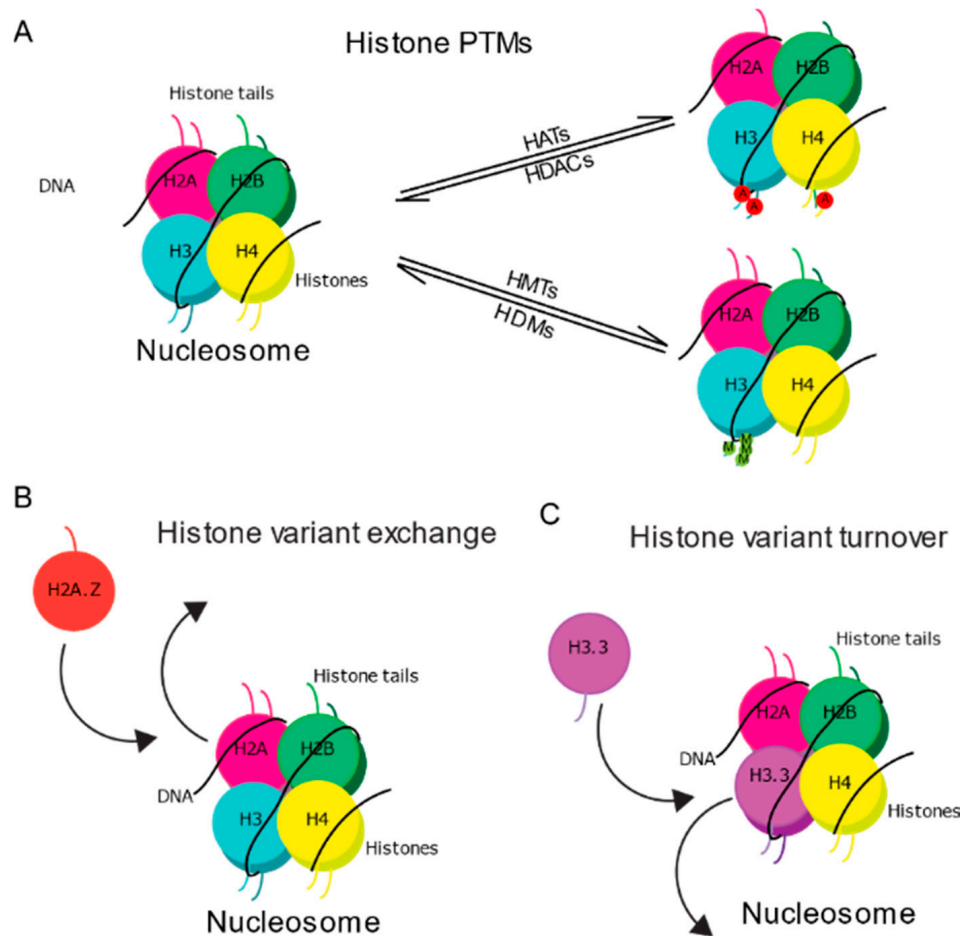 A
Histone PTMs
Histone tails
DNA
H2A
H2B
H3
H4
Histones
Nucleosome
HATs
HDACs
H2A
H2B
H3
H4
A
A
A
HMTs
HDMs
H2A
H2B
H3
H4
M
M
M
M
B
Histone variant exchange
H2A.Z
Histone tails
H2A
H2B
DNA
H3
H4
Histones
Nucleosome
C
Histone variant turnover
H3.3
Histone tails
H2A
H2B
DNA
H3.3
H4
Histones
Nucleosome